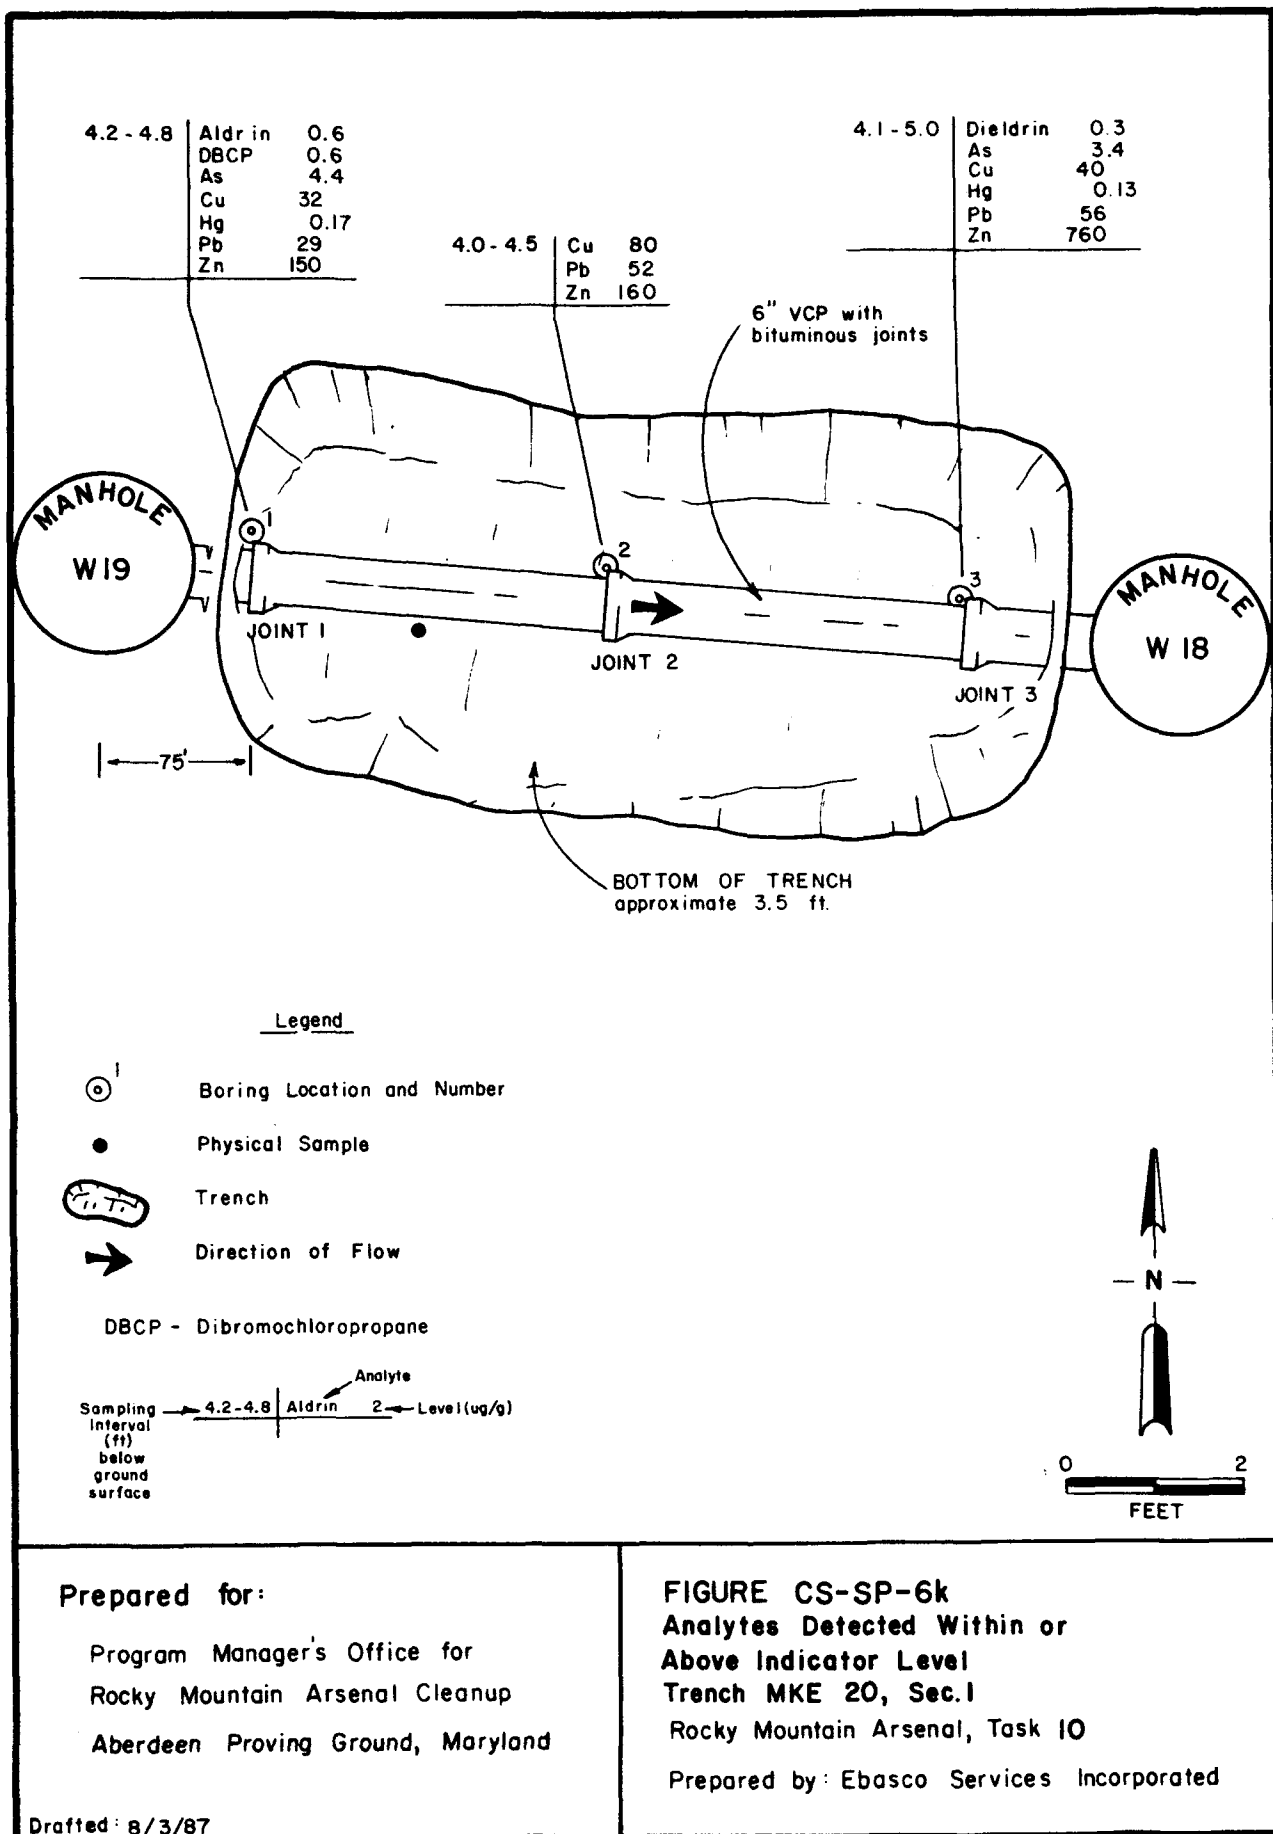 4.2 - 4.8 Aldrin 0.6
DBCP 0.6
As 4.4
Cu 32
Hg 0.17
Pb 29
Zn 150
4.0 - 4.5 Cu 80
Pb 52
Zn 160
4.1 - 5.0 Dieldrin 0.3
As 3.4
Cu 40
Hg 0.13
Pb 56
Zn 760
6" VCP with
bituminous joints
MANHOLE
W19
1
2
3
MANHOLE
W 18
JOINT 1
JOINT 2
JOINT 3
75'
BOTTOM OF TRENCH
approximate 3.5 ft.
Legend
1
Boring Location and Number
Physical Sample
Trench
Direction of Flow
DBCP - Dibromochloropropane
Analyte
Sampling 4.2-4.8 Aldrin 2 Level (ug/g)
Interval
(ft)
below
ground
surface
N
0 2
FEET
Prepared for:
Program Manager's Office for
Rocky Mountain Arsenal Cleanup
Aberdeen Proving Ground, Maryland
Drafted: 8/3/87
FIGURE CS-SP-6k
Analytes Detected Within or
Above Indicator Level
Trench MKE 20, Sec.1
Rocky Mountain Arsenal, Task 10
Prepared by: Ebasco Services Incorporated